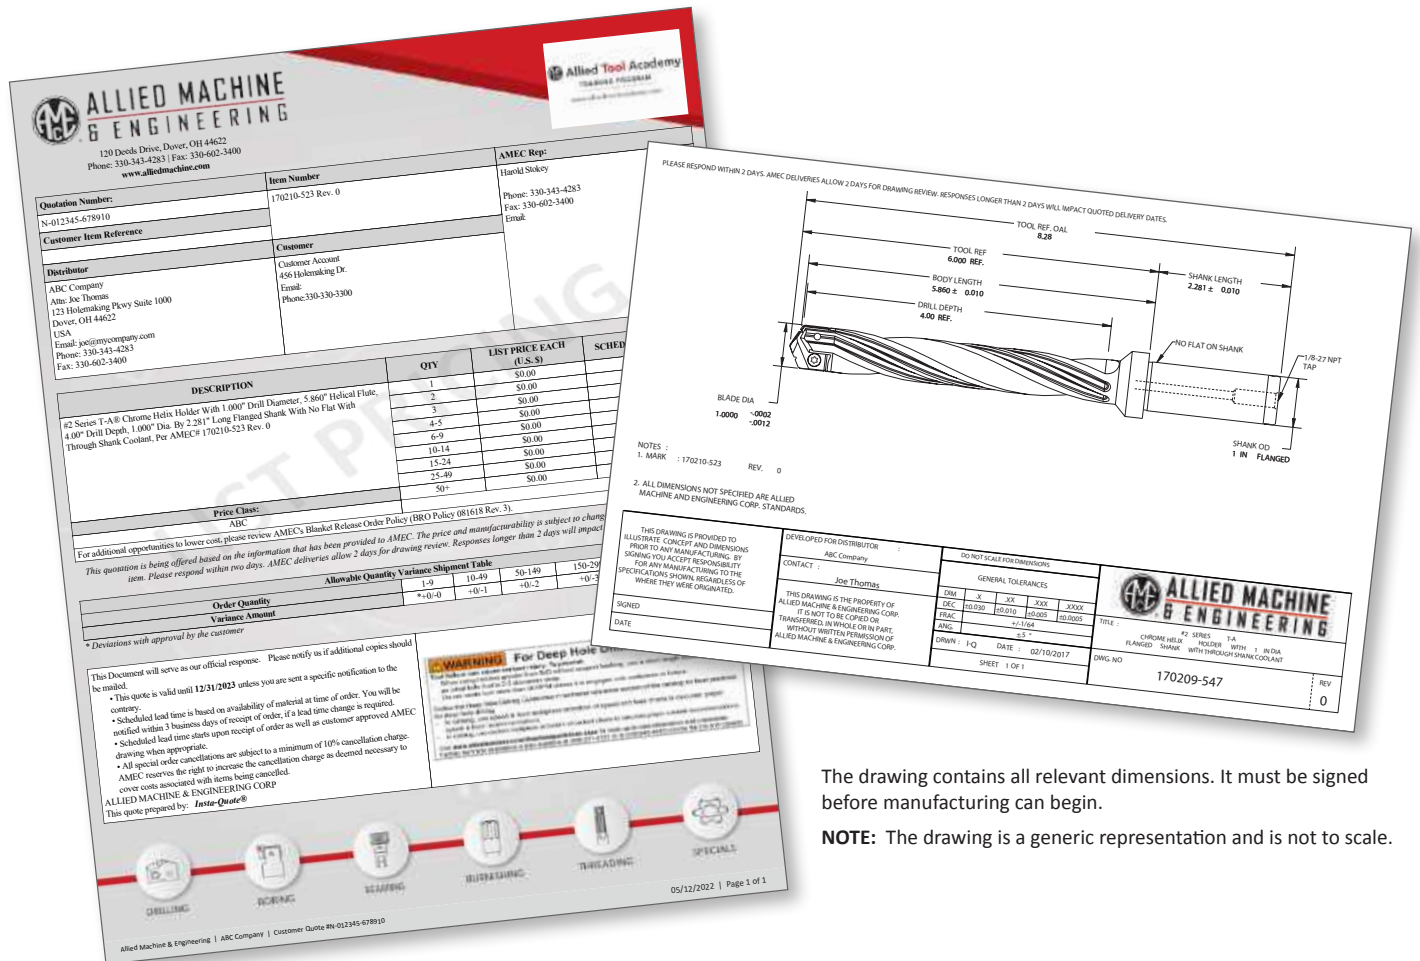 ALLIED MACHINE
& ENGINEERING
120 Deeds Drive, Dover, OH 44622
Phone: 330-343-4283 | Fax: 330-602-3400
www.alliedmachine.com
Allied Tool Academy
TRAINING PROGRAM
Quotation Number:
N-012345-678910
Customer Item Reference
Item Number
170210-523 Rev. 0
AMEC Rep:
Harold Stokey
Phone: 330-343-4283
Fax: 330-602-3400
Email:
Distributor
ABC Company
Attn: Joe Thomas
123 Holemaking Pkwy Suite 1000
Dover, OH 44622
USA
Email: joe@mycompany.com
Phone: 330-343-4283
Fax: 330-602-3400
Customer
Customer Account
456 Holemaking Dr.
Email:
Phone:330-330-3300
LIST PRICING
DESCRIPTION
QTY
LIST PRICE EACH
(U.S. $)
SCHED
#2 Series T-A® Chrome Helix Holder With 1.000" Drill Diameter, 5.860" Helical Flute,
4.00" Drill Depth, 1.000" Dia. By 2.281" Long Flanged Shank With No Flat With
Through Shank Coolant, Per AMEC# 170210-523 Rev. 0
1 $0.00
2 $0.00
3 $0.00
4-5 $0.00
6-9 $0.00
10-14 $0.00
15-24 $0.00
25-49 $0.00
50+ $0.00
Price Class:
ABC
For additional opportunities to lower cost, please review AMEC's Blanket Release Order Policy (BRO Policy 081618 Rev. 3).
This quotation is being offered based on the information that has been provided to AMEC. The price and manufacturability is subject to chang
item. Please respond within two days. AMEC deliveries allow 2 days for drawing review. Responses longer than 2 days will impact
Allowable Quantity Variance Shipment Table
Order Quantity 1-9 10-49 50-149 150-29
Variance Amount *+0/-0 +0/-1 +0/-2 +0/-3
* Deviations with approval by the customer
This Document will serve as our official response. Please notify us if additional copies should
be mailed.
• This quote is valid until 12/31/2023 unless you are sent a specific notification to the
contrary.
• Scheduled lead time is based on availability of material at time of order. You will be
notified within 3 business days of receipt of order, if a lead time change is required.
• Scheduled lead time starts upon receipt of order as well as customer approved AMEC
drawing when appropriate.
• All special order cancellations are subject to a minimum of 10% cancellation charge.
AMEC reserves the right to increase the cancellation charge as deemed necessary to
cover costs associated with items being cancelled.
ALLIED MACHINE & ENGINEERING CORP
This quote prepared by: Insta-Quote®
WARNING For Deep Hole D
DRILLING
BORING
REAMING
BURNISHING
THREADING
SPECIALS
Allied Machine & Engineering | ABC Company | Customer Quote #N-012345-678910
05/12/2022 | Page 1 of 1
PLEASE RESPOND WITHIN 2 DAYS. AMEC DELIVERIES ALLOW 2 DAYS FOR DRAWING REVIEW. RESPONSES LONGER THAN 2 DAYS WILL IMPACT QUOTED DELIVERY DATES.
TOOL REF. OAL
8.28
TOOL REF
6.000 REF.
BODY LENGTH
5.860 ± 0.010
SHANK LENGTH
2.281 ± 0.010
DRILL DEPTH
4.00 REF.
NO FLAT ON SHANK
1/8-27 NPT
TAP
BLADE DIA
1.0000 -.0002
-.0012
SHANK OD
1 IN FLANGED
NOTES :
1. MARK : 170210-523 REV. 0
2. ALL DIMENSIONS NOT SPECIFIED ARE ALLIED
MACHINE AND ENGINEERING CORP. STANDARDS.
THIS DRAWING IS PROVIDED TO
ILLUSTRATE CONCEPT AND DIMENSIONS
PRIOR TO ANY MANUFACTURING. BY
SIGNING YOU ACCEPT RESPONSIBILITY
FOR ANY MANUFACTURING TO THE
SPECIFICATIONS SHOWN, REGARDLESS OF
WHERE THEY WERE ORIGINATED.
SIGNED
DATE
DEVELOPED FOR DISTRIBUTOR :
ABC Company
CONTACT :
Joe Thomas
THIS DRAWING IS THE PROPERTY OF
ALLIED MACHINE & ENGINEERING CORP.
IT IS NOT TO BE COPIED OR
TRANSFERRED, IN WHOLE OR IN PART,
WITHOUT WRITTEN PERMISSION OF
ALLIED MACHINE & ENGINEERING CORP.
DO NOT SCALE FOR DIMENSIONS
GENERAL TOLERANCES
DIM .X .XX .XXX .XXXX
DEC ±0.030 ±0.010 ±0.005 ±0.0005
FRAC +/-1/64
ANG. ±5 °
DRWN : I-Q DATE : 02/10/2017
SHEET 1 OF 1
ALLIED MACHINE
& ENGINEERING
TITLE : #2 SERIES T-A
CHROME HELIX HOLDER WITH 1 IN DIA
FLANGED SHANK WITH THROUGH SHANK COOLANT
DWG. NO
170209-547
REV
0
The drawing contains all relevant dimensions. It must be signed
before manufacturing can begin.
NOTE: The drawing is a generic representation and is not to scale.